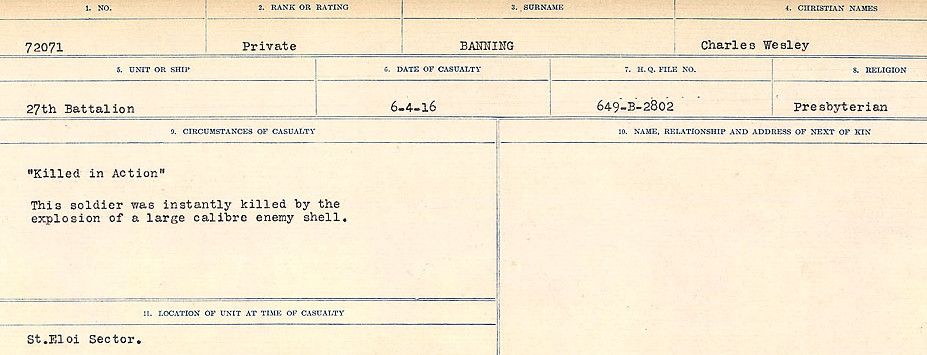 1. NO. 2. RANK OR RATING 3. SURNAME 4. CHRISTIAN NAMES
72071 Private BANNING Charles Wesley
5. UNIT OR SHIP 6. DATE OF CASUALTY 7. H. Q. FILE NO. 8. RELIGION
27th Battalion 6-4-16 649-B-2802 Presbyterian
9. CIRCUMSTANCES OF CASUALTY 10. NAME, RELATIONSHIP AND ADDRESS OF NEXT OF KIN
"Killed in Action"
This soldier was instantly killed by the
explosion of a large calibre enemy shell.
11. LOCATION OF UNIT AT TIME OF CASUALTY
St.Eloi Sector.